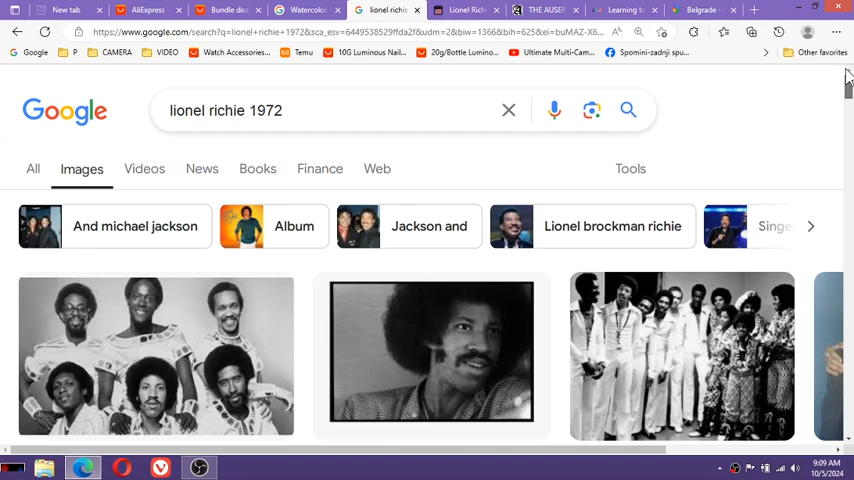 New tab
AliExpress
Bundle dea
Watercolor
lionel richie
Lionel Rich
THE AUSER
Learning to
Belgrade -
https://www.google.com/search?q=lionel+richie+1972&sca_esv=6449538529ffda2f&udm=2&biw=1366&bih=625&ei=buMAZ-X6...
Google
P
CAMERA
VIDEO
Watch Accessories...
Temu
10G Luminous Nail...
20g/Bottle Lumino...
Ultimate Multi-Cam...
Spomini-zadnji spu...
Other favorites
Google
lionel richie 1972
All
Images
Videos
News
Books
Finance
Web
Tools
And michael jackson
Album
Jackson and
Lionel brockman richie
Singe
9:09 AM
10/5/2024